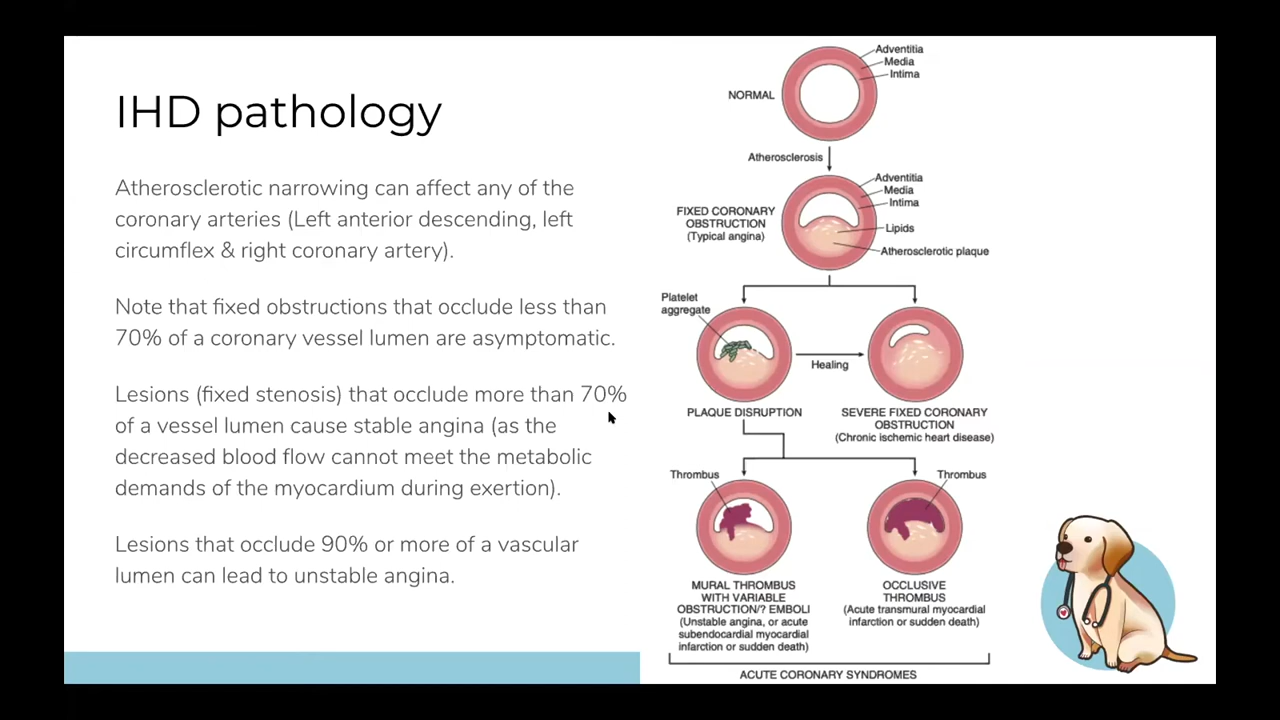 IHD pathology
Atherosclerotic narrowing can affect any of the
coronary arteries (Left anterior descending, left
circumflex & right coronary artery).
Note that fixed obstructions that occlude less than
70% of a coronary vessel lumen are asymptomatic.
Lesions (fixed stenosis) that occlude more than 70%
of a vessel lumen cause stable angina (as the
decreased blood flow cannot meet the metabolic
demands of the myocardium during exertion).
Lesions that occlude 90% or more of a vascular
lumen can lead to unstable angina.
Adventitia
Media
Intima
NORMAL
Atherosclerosis
Adventitia
Media
Intima
FIXED CORONARY
OBSTRUCTION
(Typical angina)
Lipids
Atherosclerotic plaque
Platelet
aggregate
Healing
PLAQUE DISRUPTION
SEVERE FIXED CORONARY
OBSTRUCTION
(Chronic ischemic heart disease)
Thrombus
Thrombus
MURAL THROMBUS
WITH VARIABLE
OBSTRUCTION/? EMBOLI
(Unstable angina, or acute
subendocardial myocardial
infarction or sudden death)
OCCLUSIVE
THROMBUS
(Acute transmural myocardial
infarction or sudden death)
ACUTE CORONARY SYNDROMES